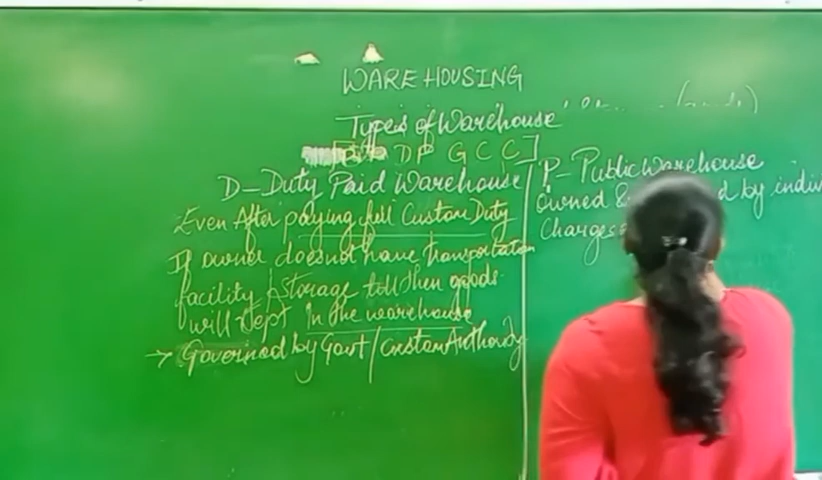 WAREHOUSING
Types of Warehouse
D P G C C]
D-Duty Paid Warehouse
Even After paying full Custom Duty
If owner does not have transportation
facility / storage till then goods
will kept in the warehouse
→ Governed by Govt / Custom Authority
P-Public Warehouse
Owned & by
Charges